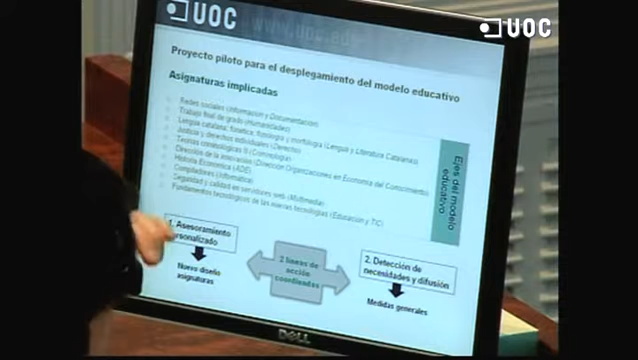 UOC
www.uoc.edu
UOC
Proyecto piloto para el desplegamiento del modelo educativo
Asignaturas implicadas
Redes sociales (Información y Documentación)
Trabajo final de grado (Humanidades)
Lengua catalana: fonética, fonología y morfología (Lengua y Literatura Catalanas)
Justicia y derechos individuales (Derecho)
Teorías criminológicas II (Criminología)
Dirección de la innovación (Dirección Organizaciones en Economía del Conocimiento)
Historia Económica (ADE)
Compiladores (Informática)
Seguridad y calidad en servidores web (Multimedia)
Fundamentos tecnológicos de las nuevas tecnologías (Educación y TIC)
Ejes del modelo
educativo
1. Asesoramiento
personalizado
Nuevo diseño
asignaturas
2 líneas de
acción
coordinadas
2. Detección de
necesidades y difusión
Medidas generales
DELL